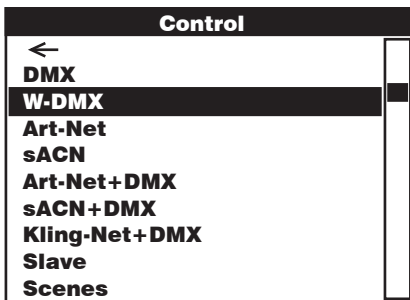 Control
←
DMX
W-DMX
Art-Net
sACN
Art-Net+DMX
sACN+DMX
Kling-Net+DMX
Slave
Scenes